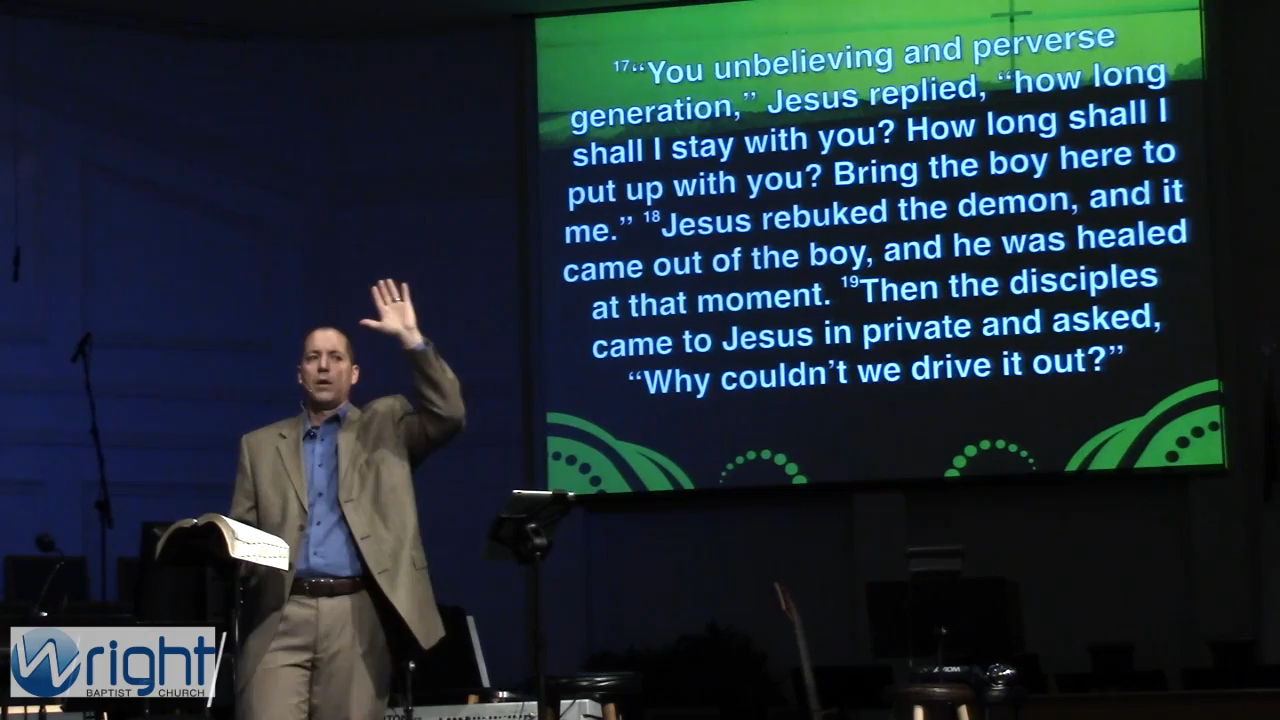 ¹⁷“You unbelieving and perverse
generation,” Jesus replied, “how long
shall I stay with you? How long shall I
put up with you? Bring the boy here to
me.” ¹⁸Jesus rebuked the demon, and it
came out of the boy, and he was healed
at that moment. ¹⁹Then the disciples
came to Jesus in private and asked,
“Why couldn’t we drive it out?”
Wright
BAPTIST CHURCH